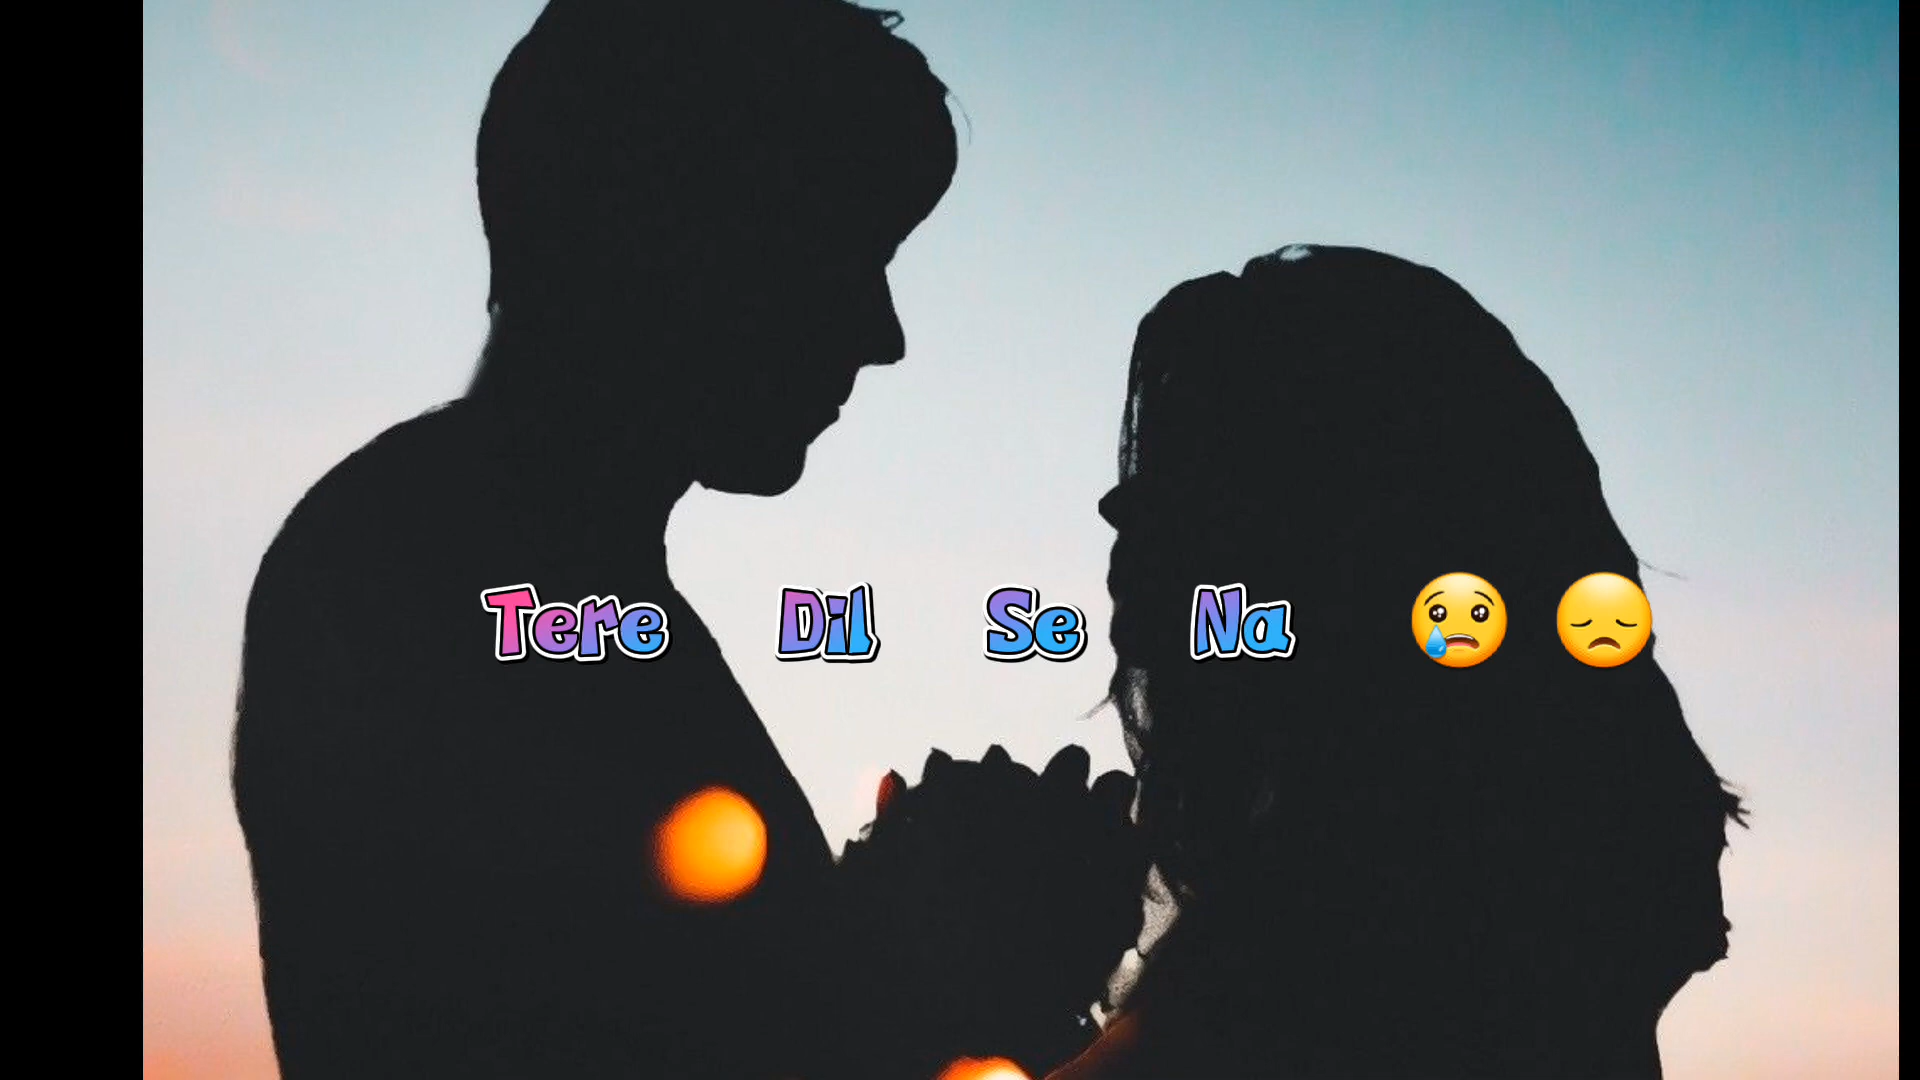 Tere Dil Se Na 😢 😞